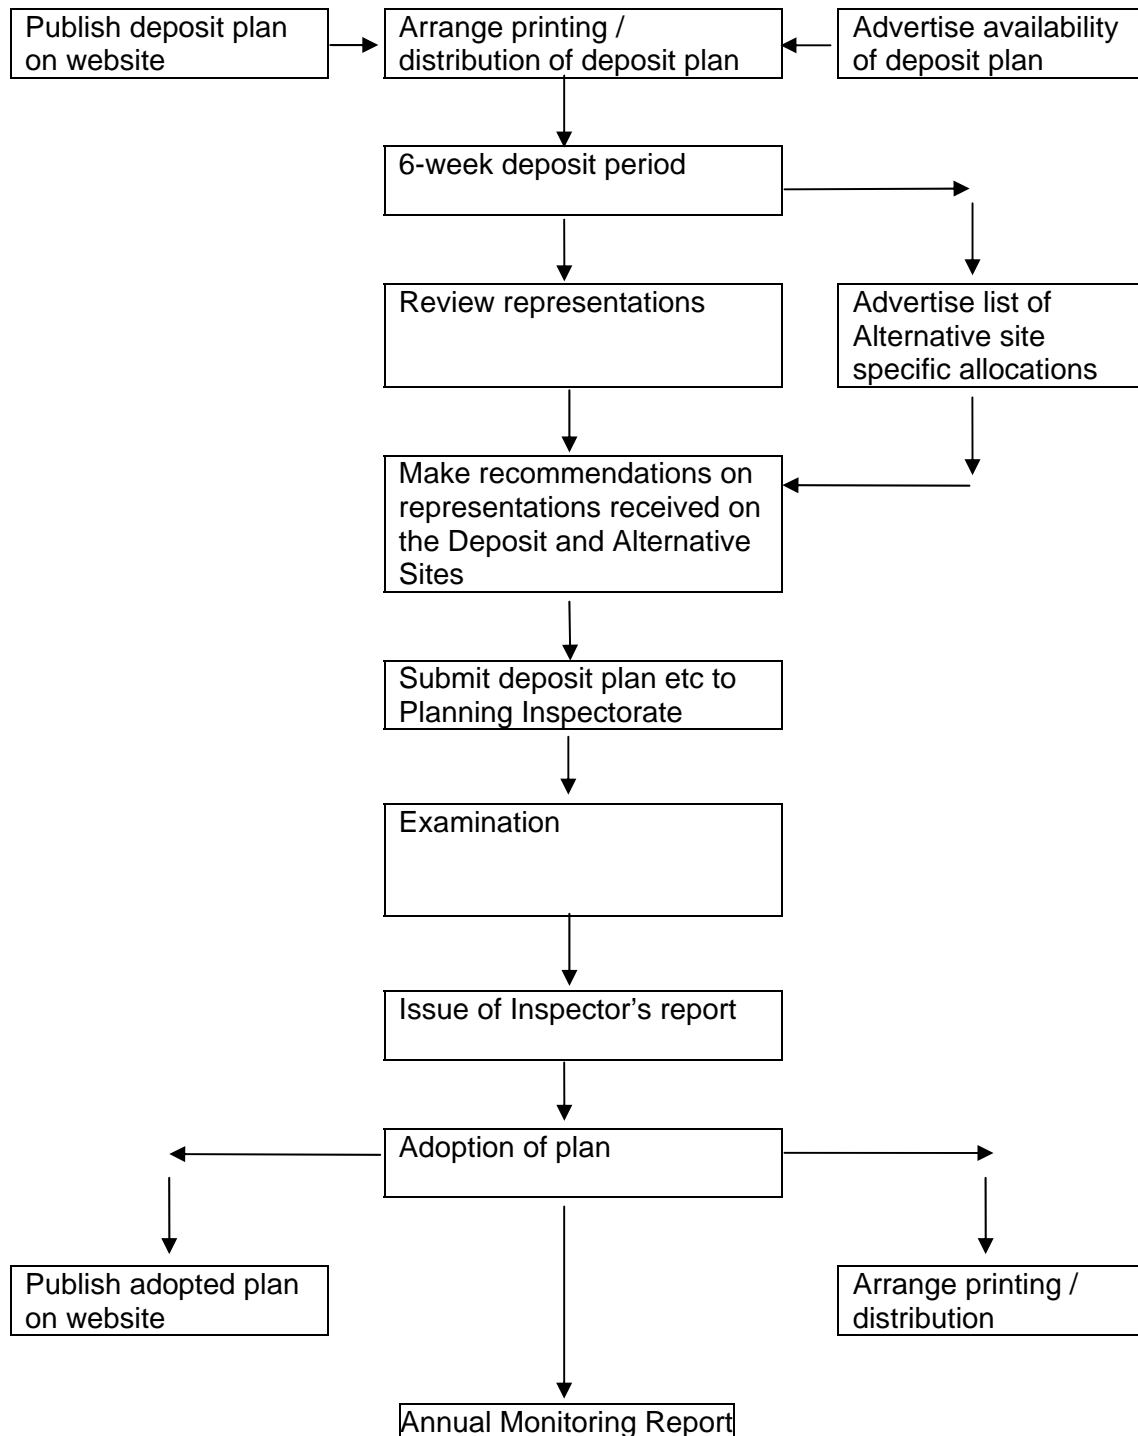 Publish deposit plan
on website
Arrange printing /
distribution of deposit plan
Advertise availability
of deposit plan
6-week deposit period
Review representations
Advertise list of
Alternative site
specific allocations
Make recommendations on
representations received on
the Deposit and Alternative
Sites
Submit deposit plan etc to
Planning Inspectorate
Examination
Issue of Inspector’s report
Adoption of plan
Publish adopted plan
on website
Arrange printing /
distribution
Annual Monitoring Report